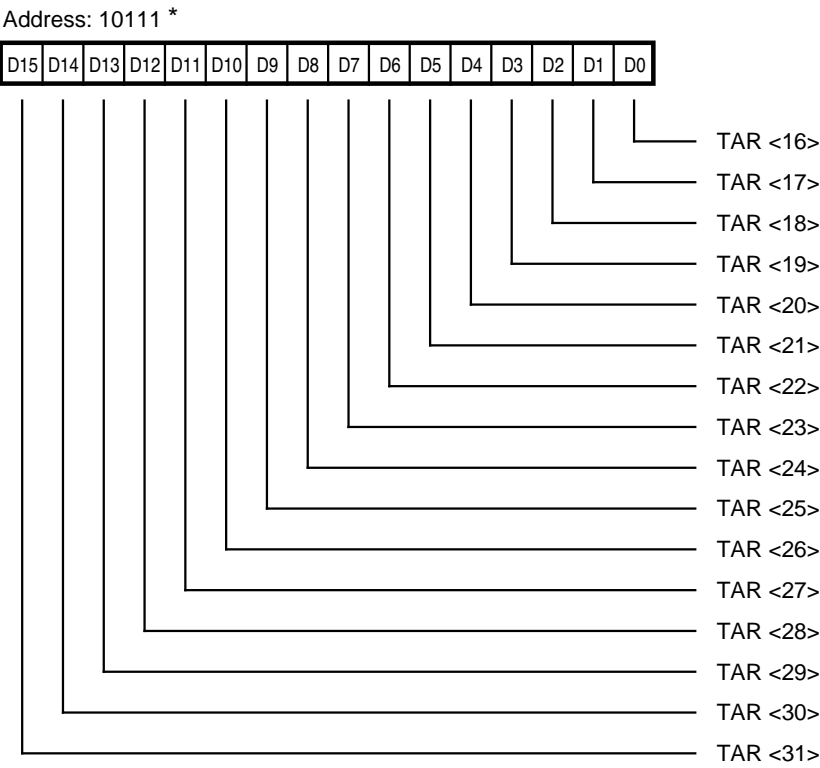 Address: 10111 *
D15 D14 D13 D12 D11 D10 D9 D8 D7 D6 D5 D4 D3 D2 D1 D0
TAR <16>
TAR <17>
TAR <18>
TAR <19>
TAR <20>
TAR <21>
TAR <22>
TAR <23>
TAR <24>
TAR <25>
TAR <26>
TAR <27>
TAR <28>
TAR <29>
TAR <30>
TAR <31>